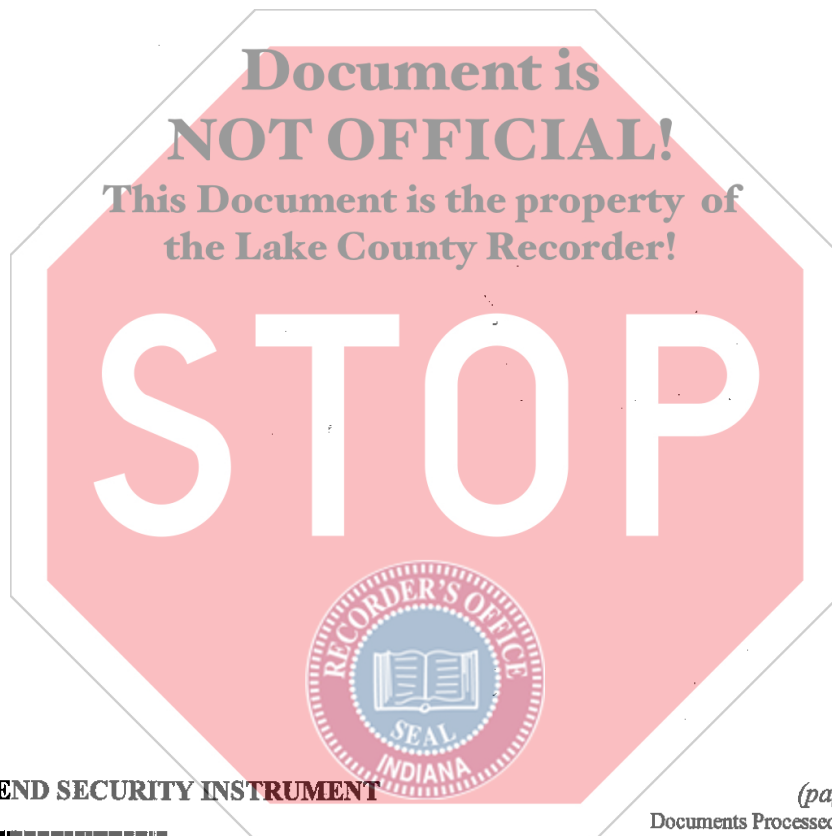 Document is
NOT OFFICIAL!
This Document is the property of
the Lake County Recorder!
STOP
RECORDER'S OFFICE
SEAL
INDIANA
END SECURITY INSTRUMENT
Documents Processed